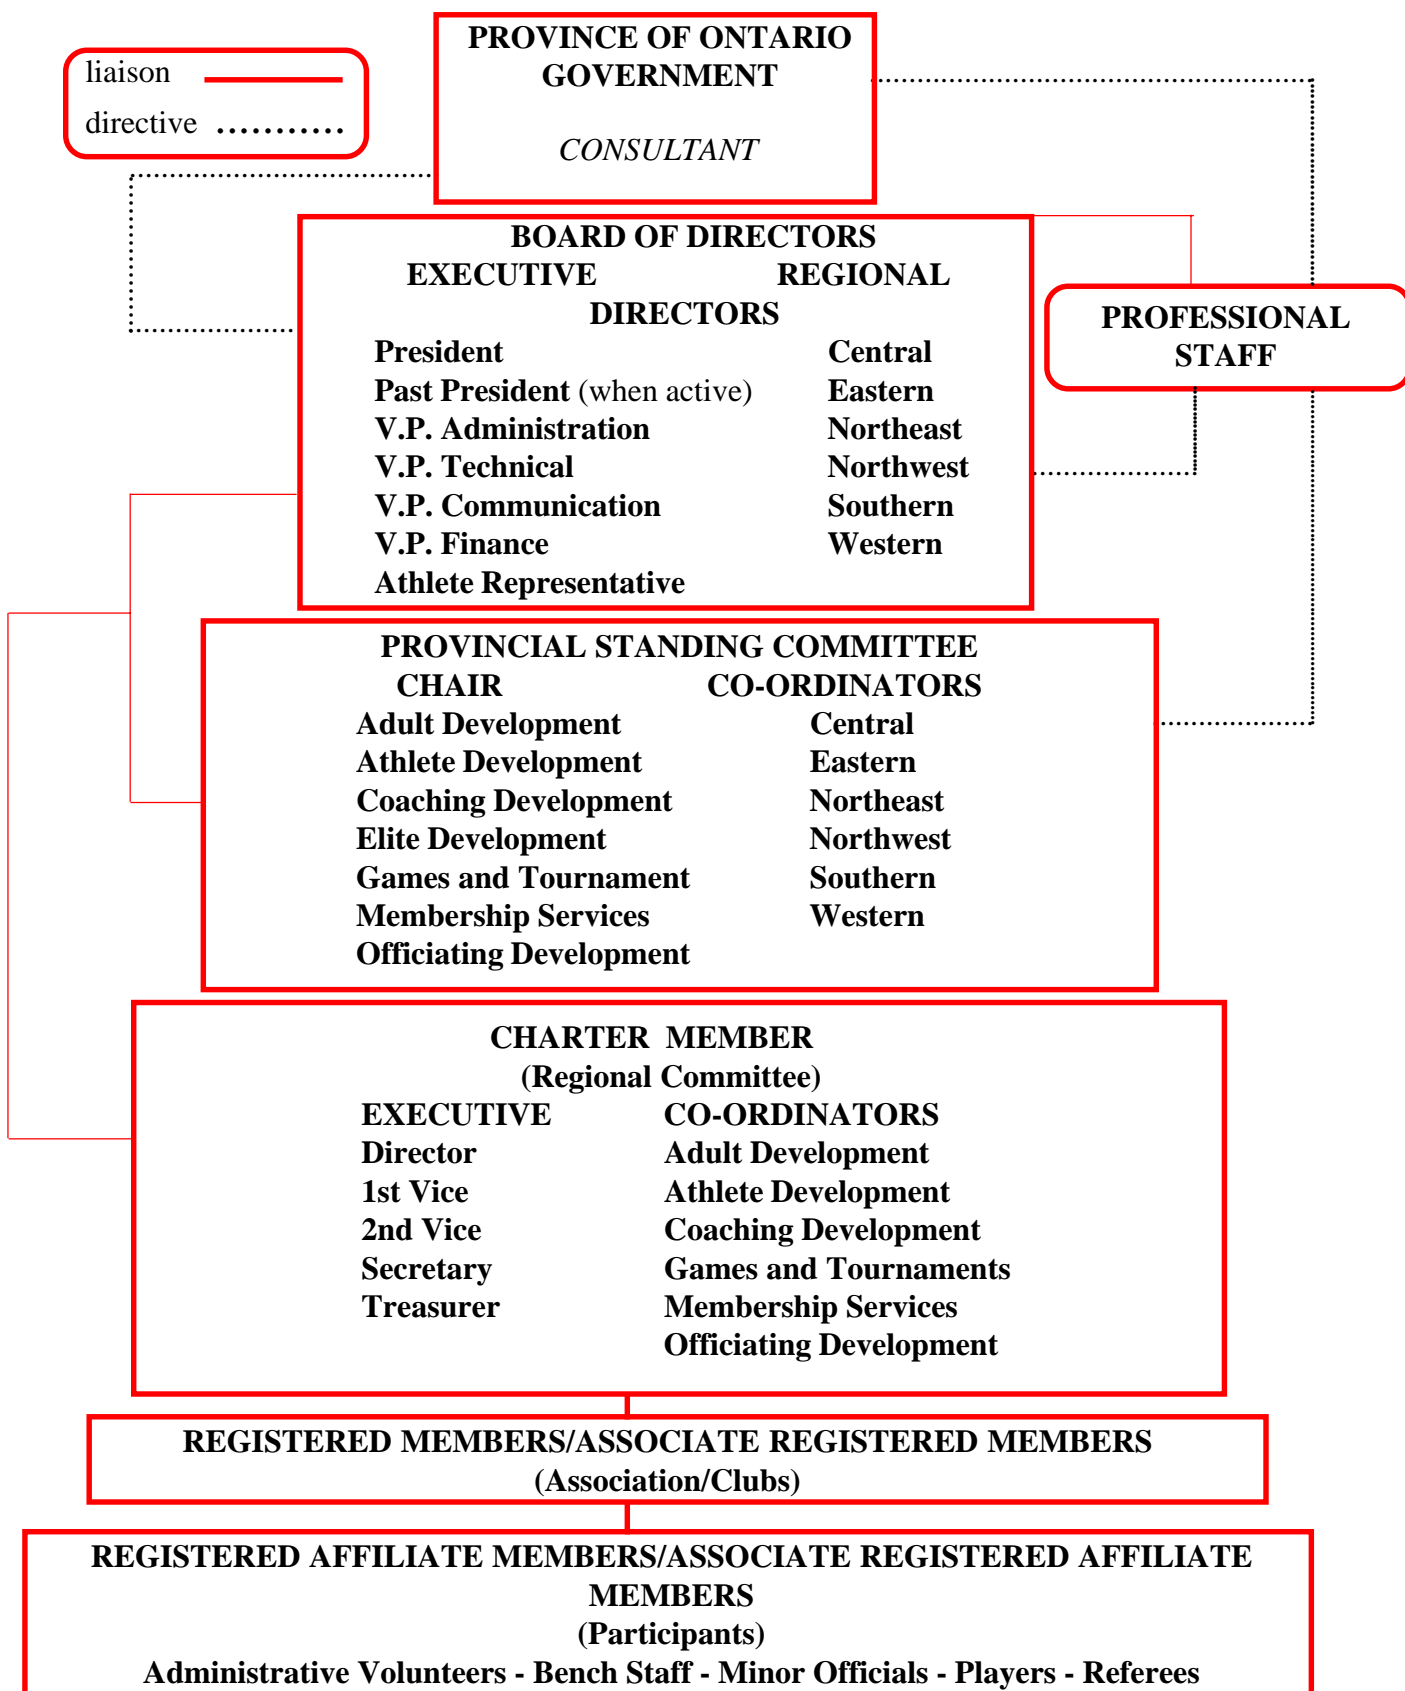 PROVINCE OF ONTARIO
GOVERNMENT
CONSULTANT
liaison
directive
BOARD OF DIRECTORS
EXECUTIVE REGIONAL
DIRECTORS
President Central
Past President (when active) Eastern
V.P. Administration Northeast
V.P. Technical Northwest
V.P. Communication Southern
V.P. Finance Western
Athlete Representative
PROFESSIONAL
STAFF
PROVINCIAL STANDING COMMITTEE
CHAIR CO-ORDINATORS
Adult Development Central
Athlete Development Eastern
Coaching Development Northeast
Elite Development Northwest
Games and Tournament Southern
Membership Services Western
Officiating Development
CHARTER MEMBER
(Regional Committee)
EXECUTIVE CO-ORDINATORS
Director Adult Development
1st Vice Athlete Development
2nd Vice Coaching Development
Secretary Games and Tournaments
Treasurer Membership Services
Officiating Development
REGISTERED MEMBERS/ASSOCIATE REGISTERED MEMBERS
(Association/Clubs)
REGISTERED AFFILIATE MEMBERS/ASSOCIATE REGISTERED AFFILIATE
MEMBERS
(Participants)
Administrative Volunteers - Bench Staff - Minor Officials - Players - Referees